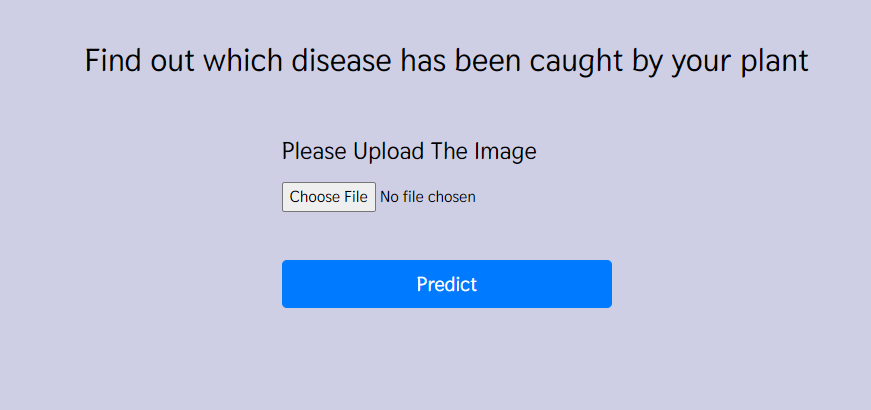 Find out which disease has been caught by your plant
Please Upload The Image
Choose File No file chosen
Predict